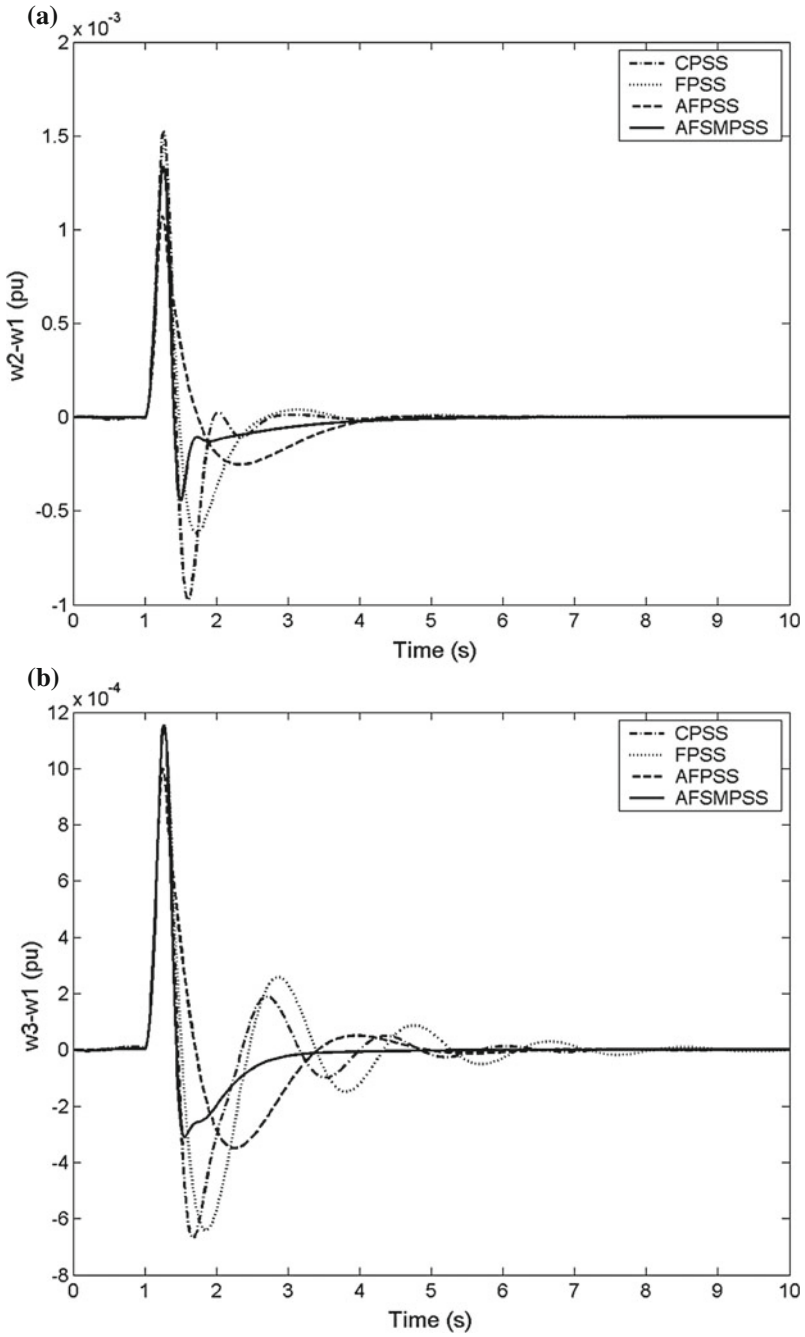 (a)
x 10-3
2
1.5
1
0.5
0
-0.5
-1
w2-w1 (pu)
CPSS
FPSS
AFPSS
AFSMPSS
0 1 2 3 4 5 6 7 8 9 10
Time (s)
(b)
x 10-4
12
10
8
6
4
2
0
-2
-4
-6
-8
w3-w1 (pu)
CPSS
FPSS
AFPSS
AFSMPSS
0 1 2 3 4 5 6 7 8 9 10
Time (s)